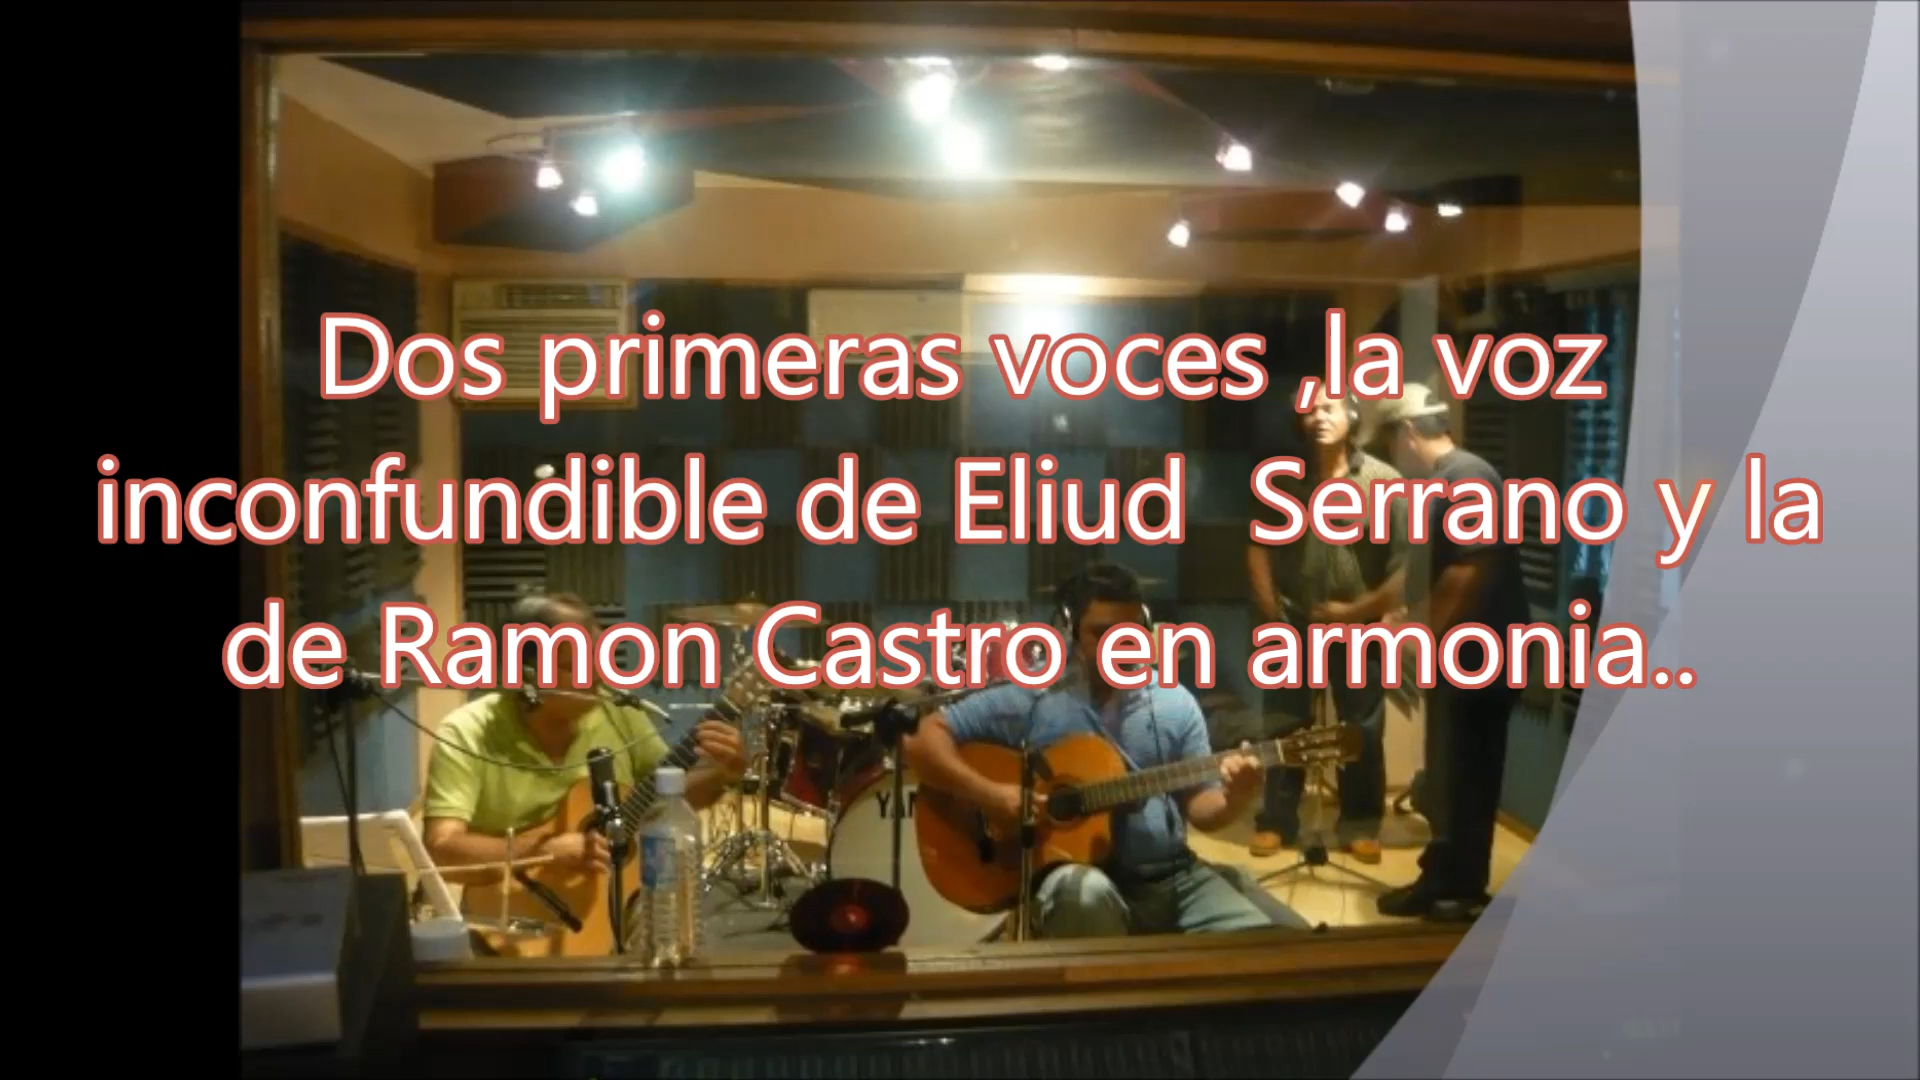 Dos primeras voces ,la voz
inconfundible de Eliud  Serrano y la
de Ramon Castro en armonia..